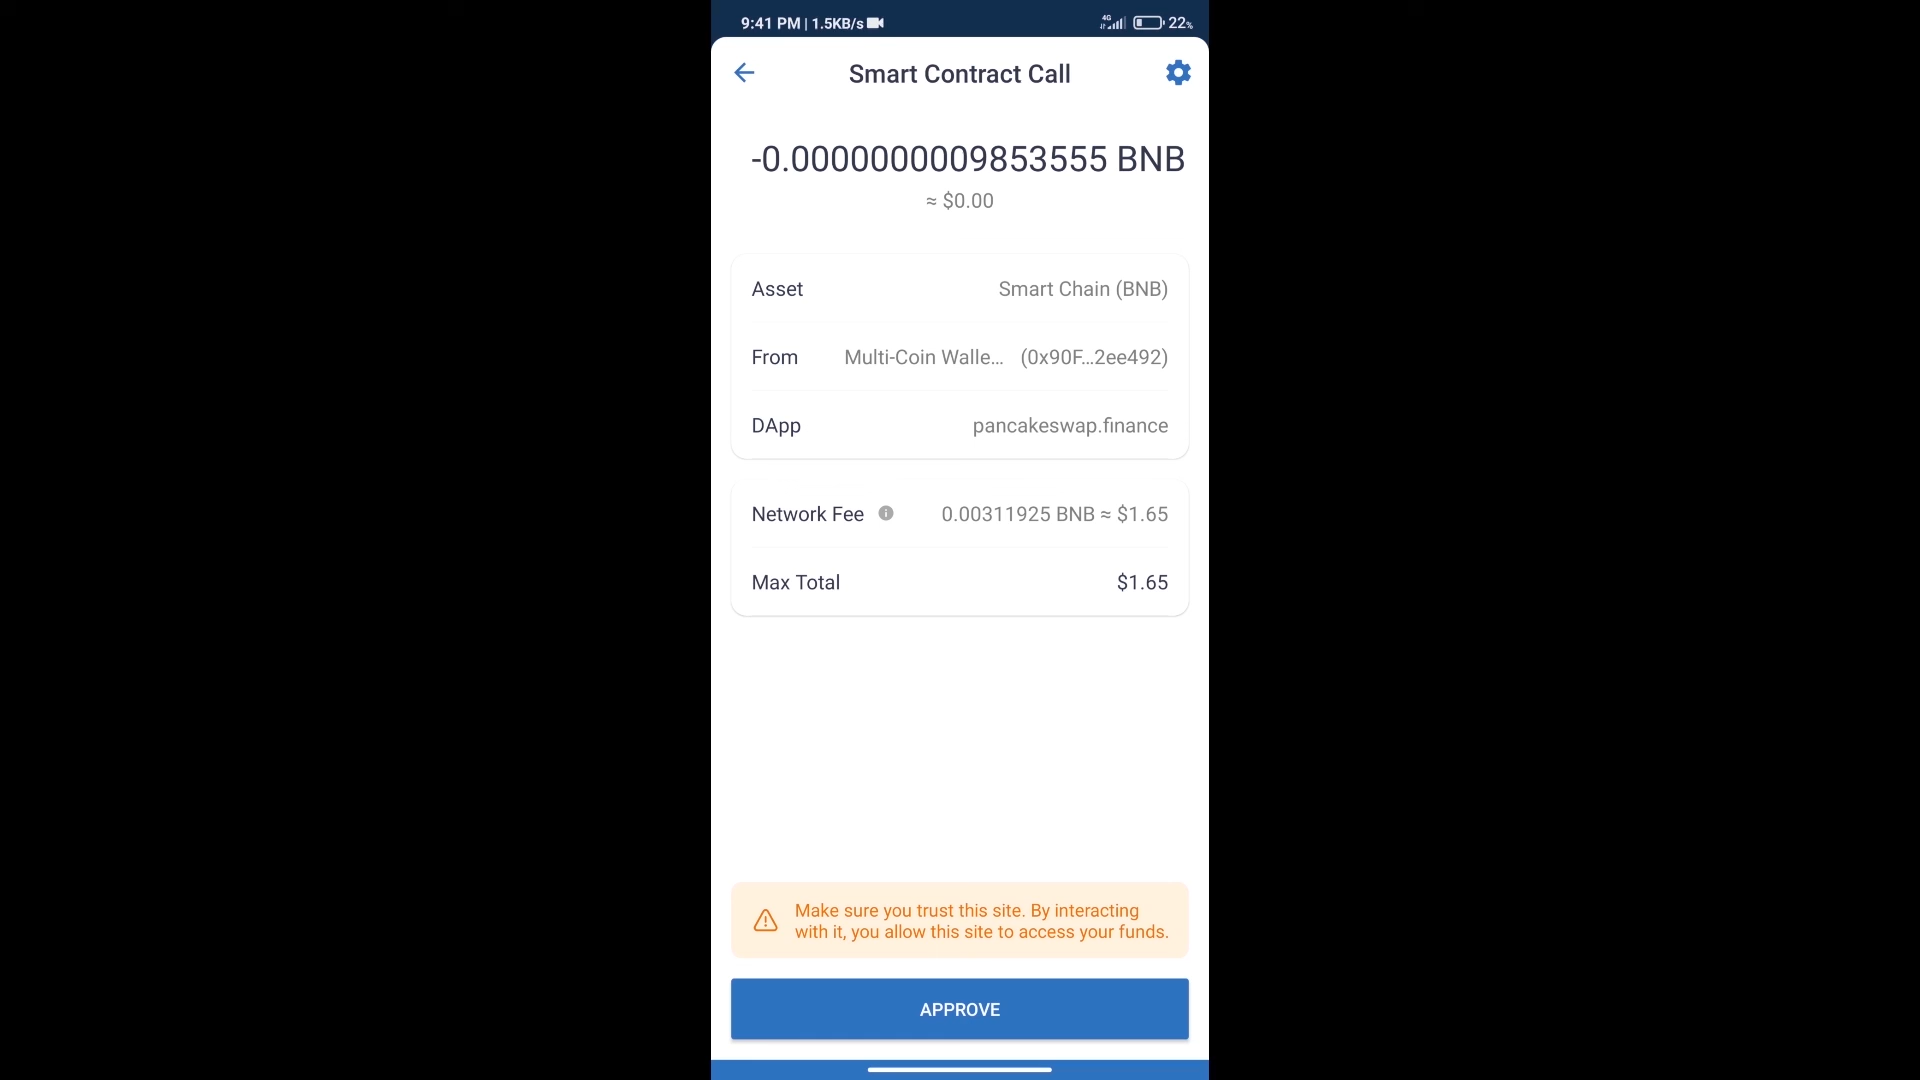 9:41 PM | 1.5KB/s 4G 22%
Smart Contract Call
-0.0000000009853555 BNB
≈ $0.00
Asset Smart Chain (BNB)
From Multi-Coin Walle... (0x90F...2ee492)
DApp pancakeswap.finance
Network Fee 0.00311925 BNB ≈ $1.65
Max Total $1.65
Make sure you trust this site. By interacting
with it, you allow this site to access your funds.
APPROVE